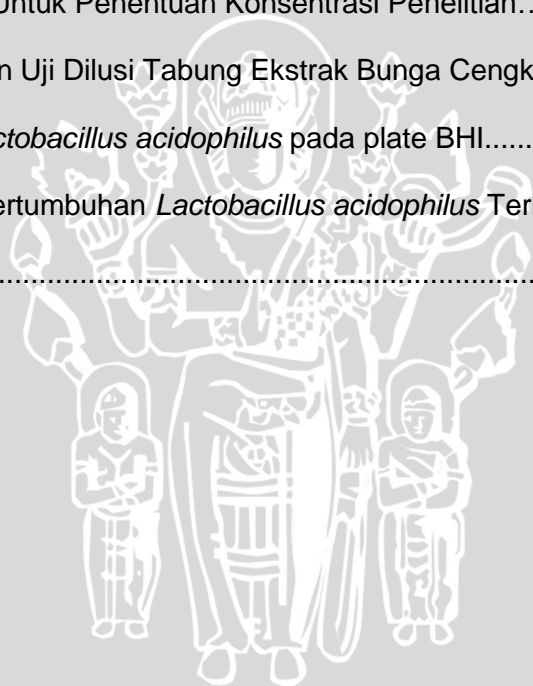 Untuk Penentuan Konsentrasi Penelitian…
n Uji Dilusi Tabung Ekstrak Bunga Cengk
ctobacillus acidophilus pada plate BHI.......
ertumbuhan Lactobacillus acidophilus Ter
....................................................................